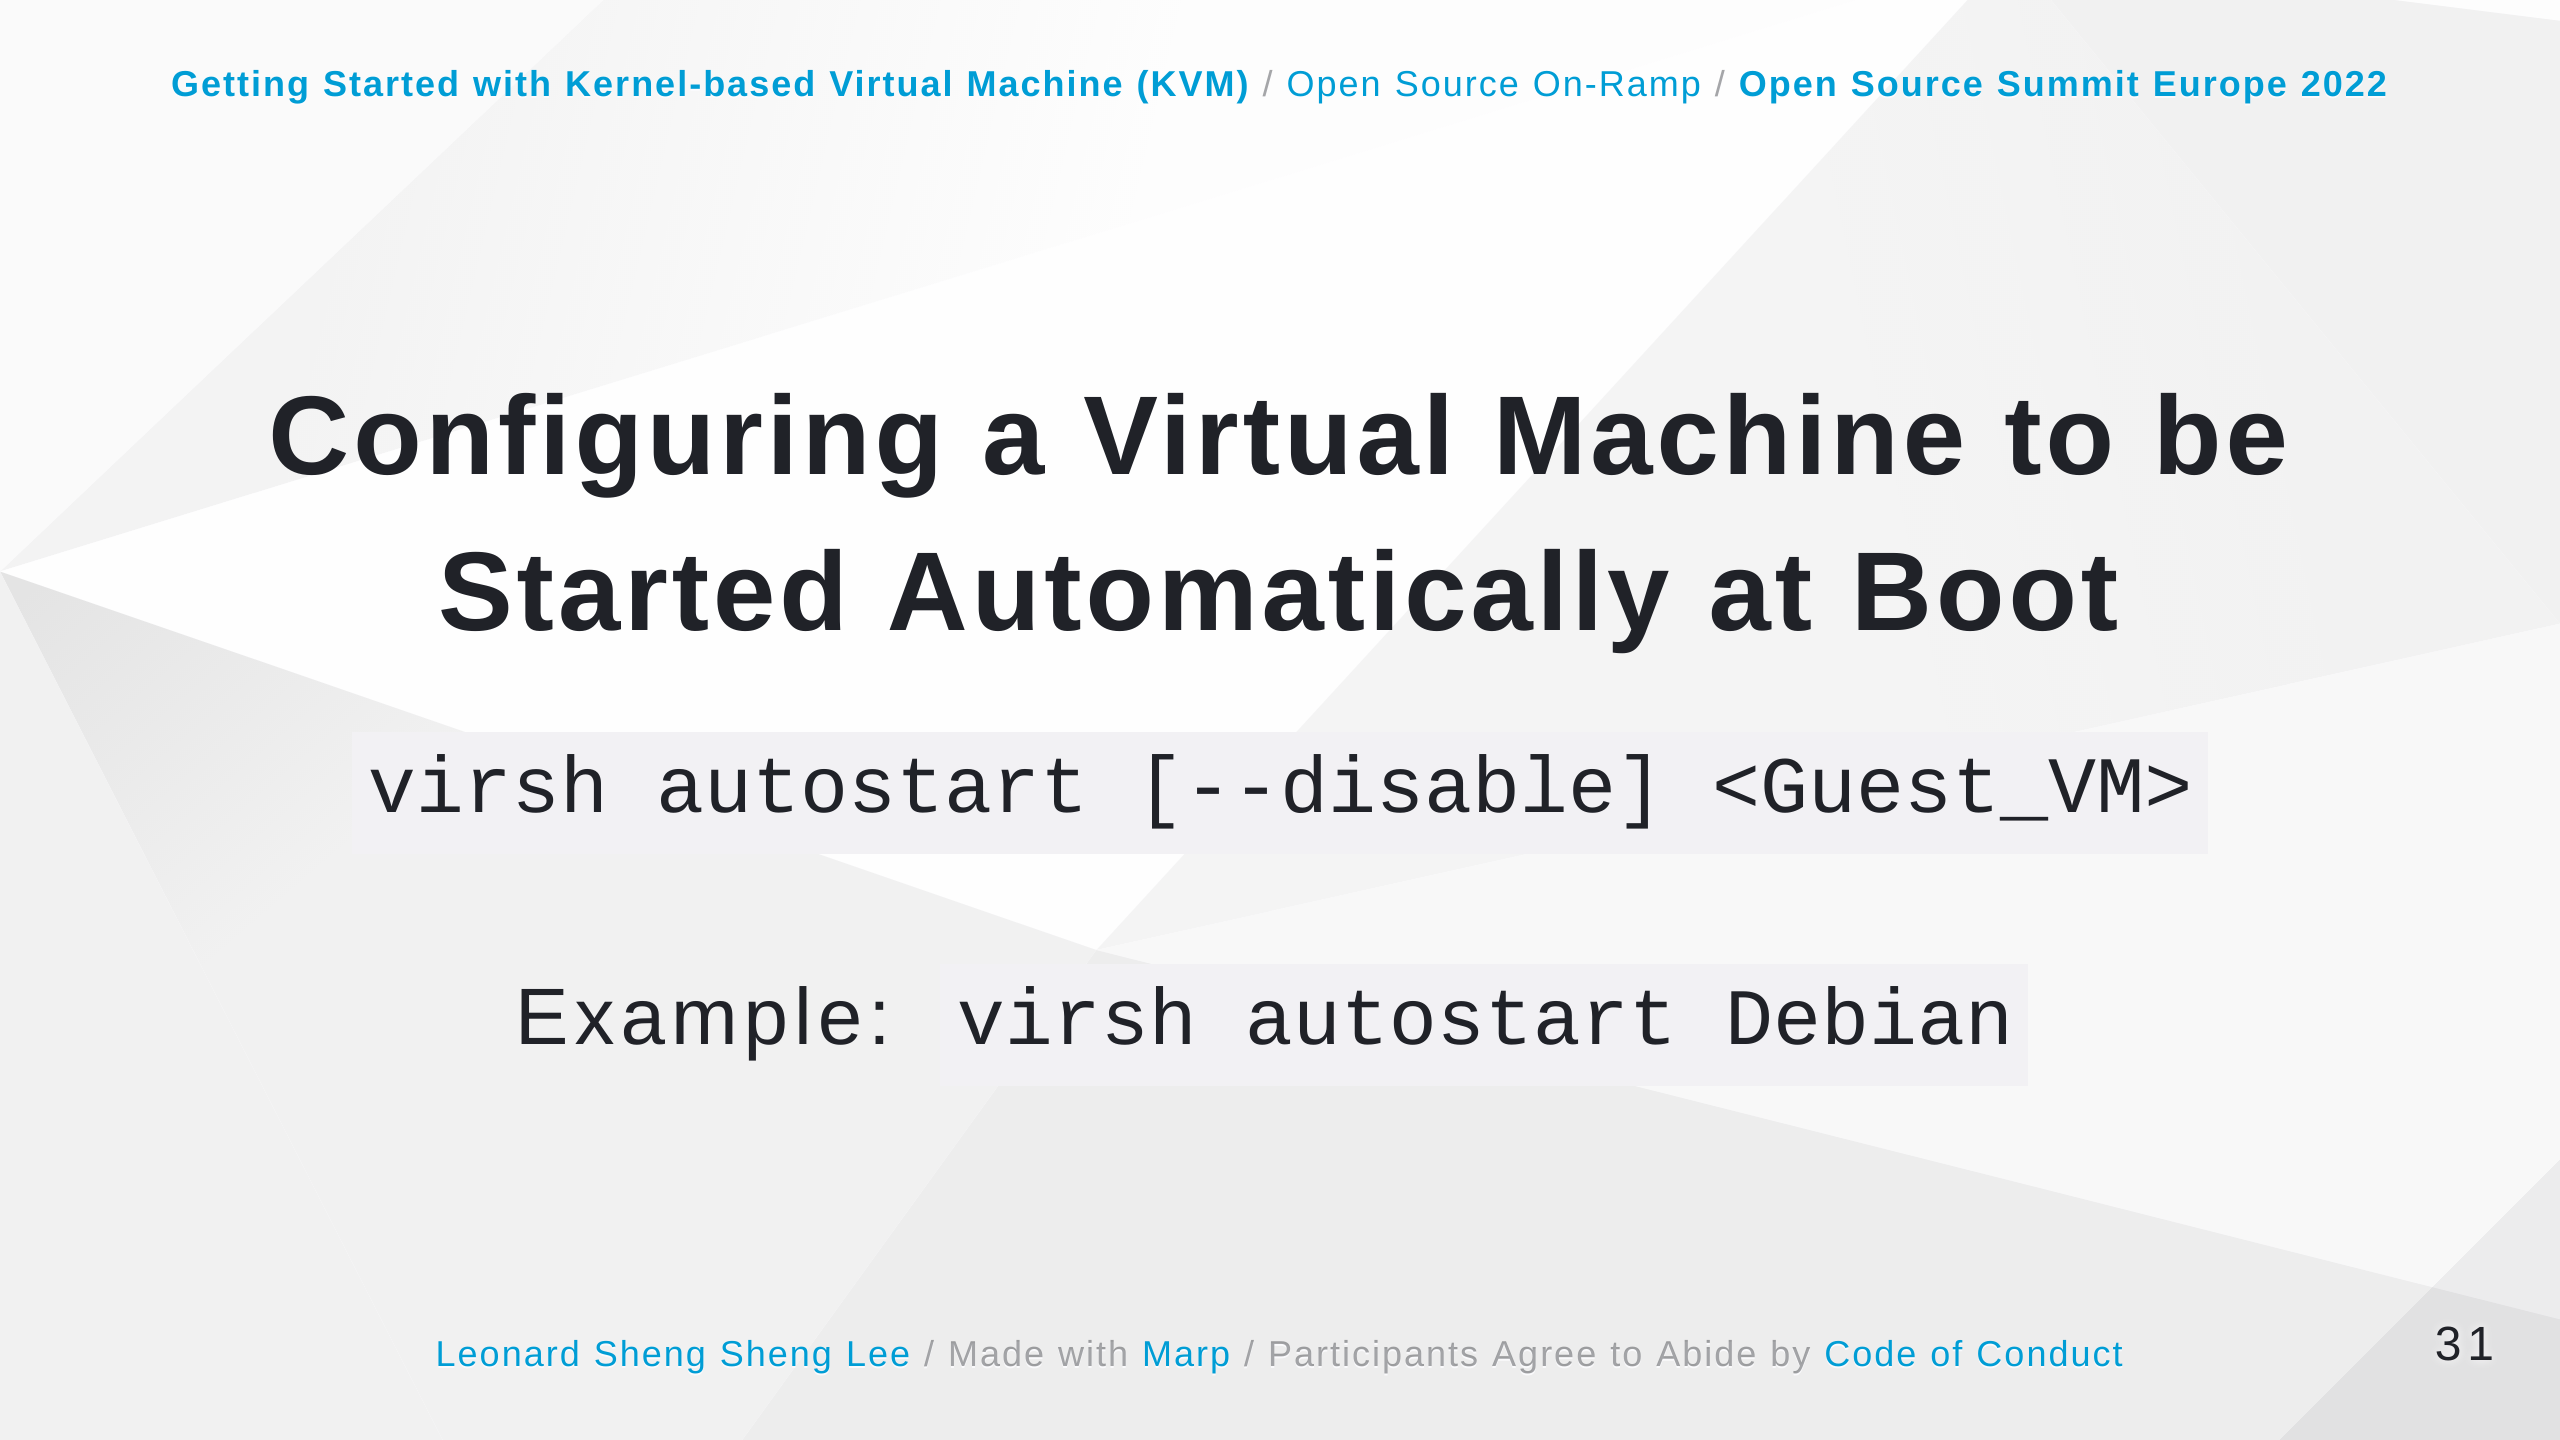 Getting Started with Kernel-based Virtual Machine (KVM) / Open Source On-Ramp / Open Source Summit Europe 2022
Configuring a Virtual Machine to be
Started Automatically at Boot
virsh autostart [--disable] <Guest_VM>
Example: virsh autostart Debian
Leonard Sheng Sheng Lee / Made with Marp / Participants Agree to Abide by Code of Conduct
31